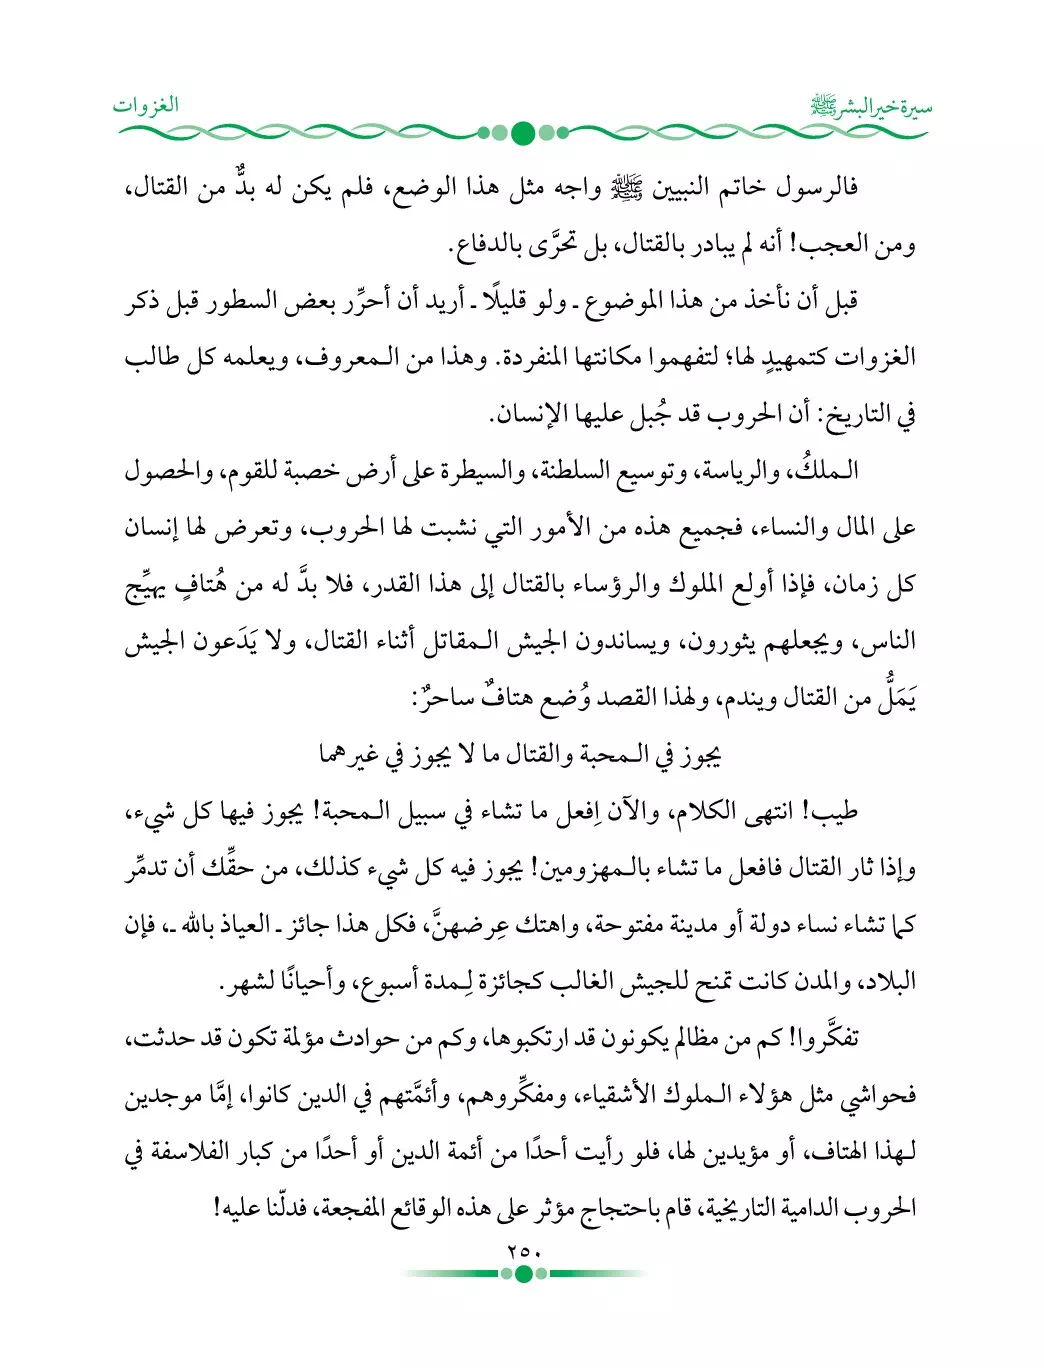 سيرة خير البشر ﷺ
الغزوات
فالرسول خاتم النبيين ﷺ واجه مثل هذا الوضع، فلم يكن له بدٌّ من القتال،
ومن العجب! أنه لم يبادر بالقتال، بل تحرَّى بالدفاع.
قبل أن نأخذ من هذا الموضوع ـ ولو قليلًا ـ أريد أن أحرِّر بعض السطور قبل ذكر
الغزوات كتمهيدٍ لها؛ لتفهموا مكانتها المنفردة. وهذا من الـمعروف، ويعلمه كل طالب
في التاريخ: أن الحروب قد جُبل عليها الإنسان.
الـملكُ، والرياسة، وتوسيع السلطنة، والسيطرة على أرض خصبة للقوم، والحصول
على المال والنساء، فجميع هذه من الأمور التي نشبت لها الحروب، وتعرض لها إنسان
كل زمان، فإذا أولع الملوك والرؤساء بالقتال إلى هذا القدر، فلا بدَّ له من هُتافٍ يهيِّج
الناس، ويجعلهم يثورون، ويساندون الجيش الـمقاتل أثناء القتال، ولا يَدَعون الجيش
يَمَلُّ من القتال ويندم، ولهذا القصد وُضع هتافٌ ساحرٌ:
يجوز في الـمحبة والقتال ما لا يجوز في غيرهما
طيب! انتهى الكلام، والآن اِفعل ما تشاء في سبيل الـمحبة! يجوز فيها كل شيء،
وإذا ثار القتال فافعل ما تشاء بالـمهزومين! يجوز فيه كل شيء كذلك، من حقِّك أن تدمِّر
كما تشاء نساء دولة أو مدينة مفتوحة، واهتك عِرضهنَّ، فكل هذا جائز ـ العياذ بالله ـ، فإن
البلاد، والمدن كانت تمنح للجيش الغالب كجائزة لِـمدة أسبوع، وأحيانًا لشهر.
تفكَّروا! كم من مظالم يكونون قد ارتكبوها، وكم من حوادث مؤلمة تكون قد حدثت،
فحواشي مثل هؤلاء الـملوك الأشقياء، ومفكِّروهم، وأئمَّتهم في الدين كانوا، إمَّا موجدين
لـهذا الهتاف، أو مؤيدين لها، فلو رأيت أحدًا من أئمة الدين أو أحدًا من كبار الفلاسفة في
الحروب الدامية التاريخية، قام باحتجاج مؤثر على هذه الوقائع المفجعة، فدلّنا عليه!
٢٥٠